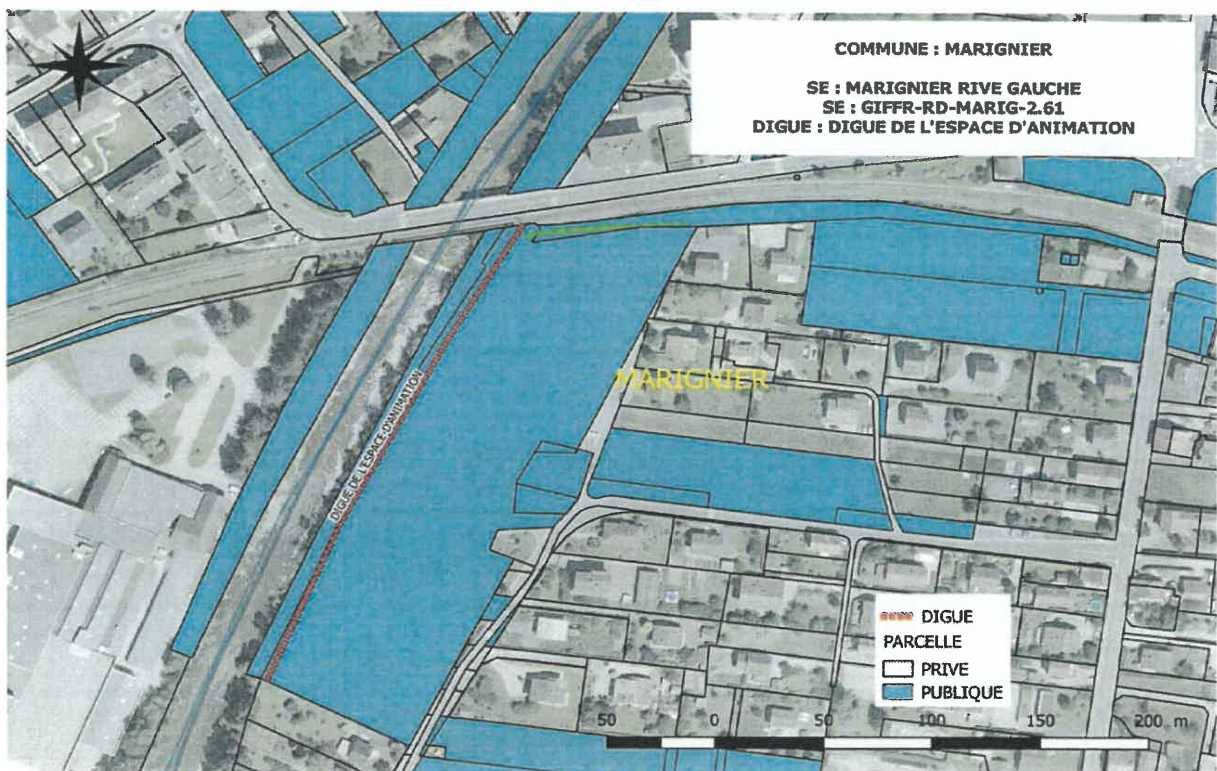 COMMUNE : MARIGNIER
SE : MARIGNIER RIVE GAUCHE
SE : GIFFR-RD-MARIG-2.61
DIGUE : DIGUE DE L'ESPACE D'ANIMATION
MARIGNIER
DIGUE DE L'ESPACE D'ANIMATION
DIGUE
PARCELLE
PRIVE
PUBLIQUE
50 0 50 100 150 200 m